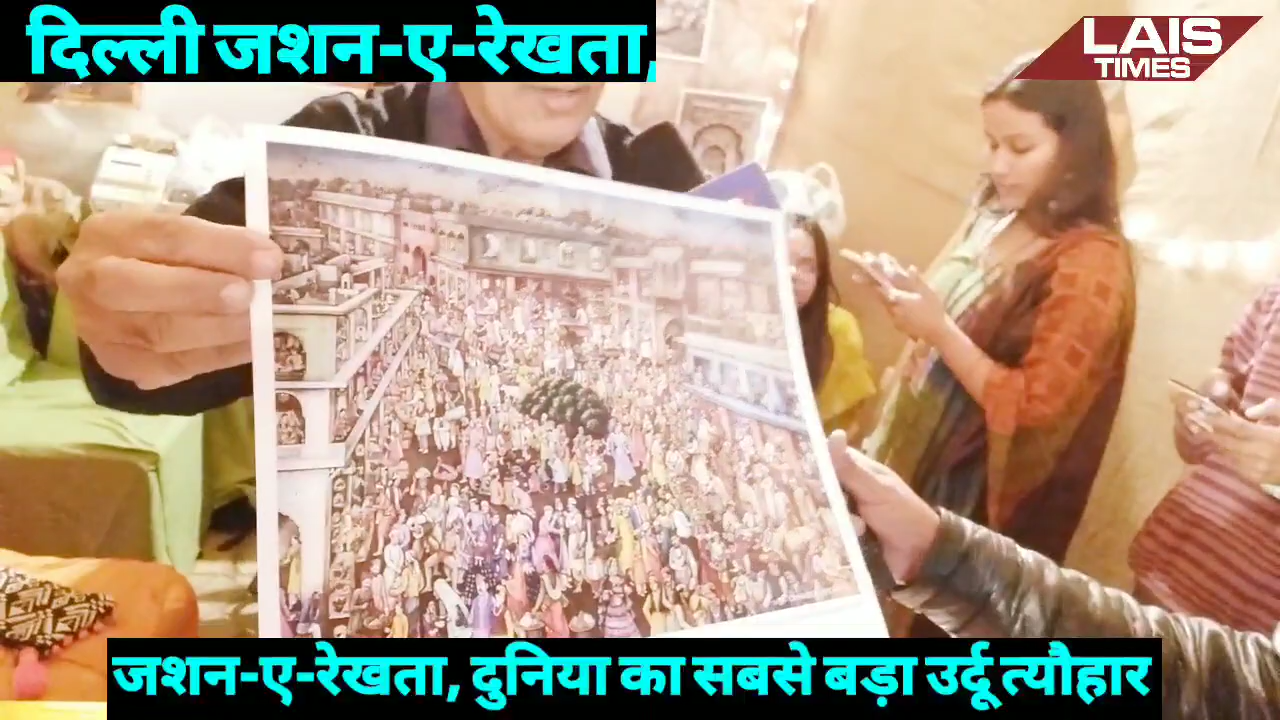 दिल्ली जशन-ए-रेखता,
LAIS
TIMES
जशन-ए-रेखता, दुनिया का सबसे बड़ा उर्दू त्यौहार